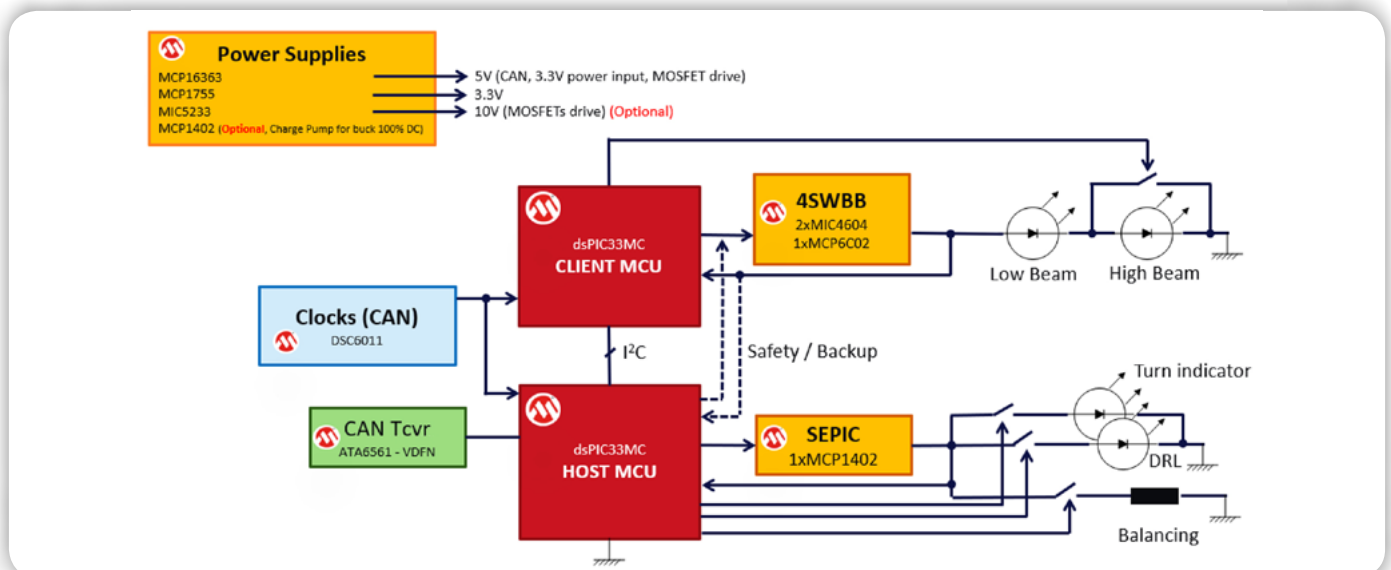 Power Supplies
MCP16363
MCP1755
MIC5233
MCP1402 (Optional, Charge Pump for buck 100% DC)
5V (CAN, 3.3V power input, MOSFET drive)
3.3V
10V (MOSFETs drive) (Optional)
dsPIC33MC
CLIENT MCU
4SWBB
2xMIC4604
1xMCP6C02
Low Beam
High Beam
Clocks (CAN)
DSC6011
I²C
Safety / Backup
CAN Tcvr
ATA6561 - VDFN
dsPIC33MC
HOST MCU
SEPIC
1xMCP1402
Turn indicator
DRL
Balancing